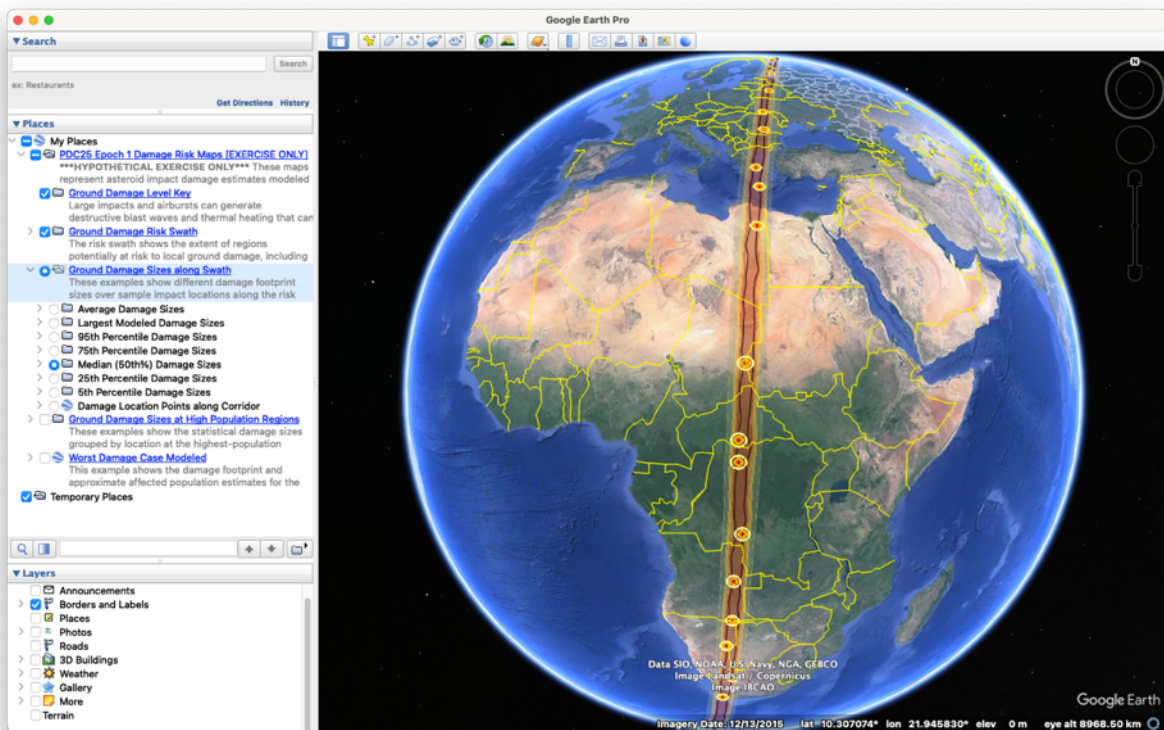 Google Earth Pro
Search
Search
ex: Restaurants
Get Directions History
Places
My Places
PDC25 Epoch 1 Damage Risk Maps [EXERCISE ONLY]
***HYPOTHETICAL EXERCISE ONLY*** These maps
represent asteroid impact damage estimates modeled
Ground Damage Level Key
Large impacts and airbursts can generate
destructive blast waves and thermal heating that can
Ground Damage Risk Swath
The risk swath shows the extent of regions
potentially at risk to local ground damage, including
Ground Damage Sizes along Swath
These examples show different damage footprint
sizes over sample impact locations along the risk
Average Damage Sizes
Largest Modeled Damage Sizes
95th Percentile Damage Sizes
75th Percentile Damage Sizes
Median (50th%) Damage Sizes
25th Percentile Damage Sizes
5th Percentile Damage Sizes
Damage Location Points along Corridor
Ground Damage Sizes at High Population Regions
These examples show the statistical damage sizes
grouped by location at the highest-population
Worst Damage Case Modeled
This example shows the damage footprint and
approximate affected population estimates for the
Temporary Places
Layers
Announcements
Borders and Labels
Places
Photos
Roads
3D Buildings
Weather
Gallery
More
Terrain
N
Data SIO, NOAA, U.S. Navy, NGA, GEBCO
Image Landsat / Copernicus
Image IBCAO
Google Earth
Imagery Date: 12/13/2015 lat 10.307074° lon 21.945830° elev 0 m eye alt 8968.50 km